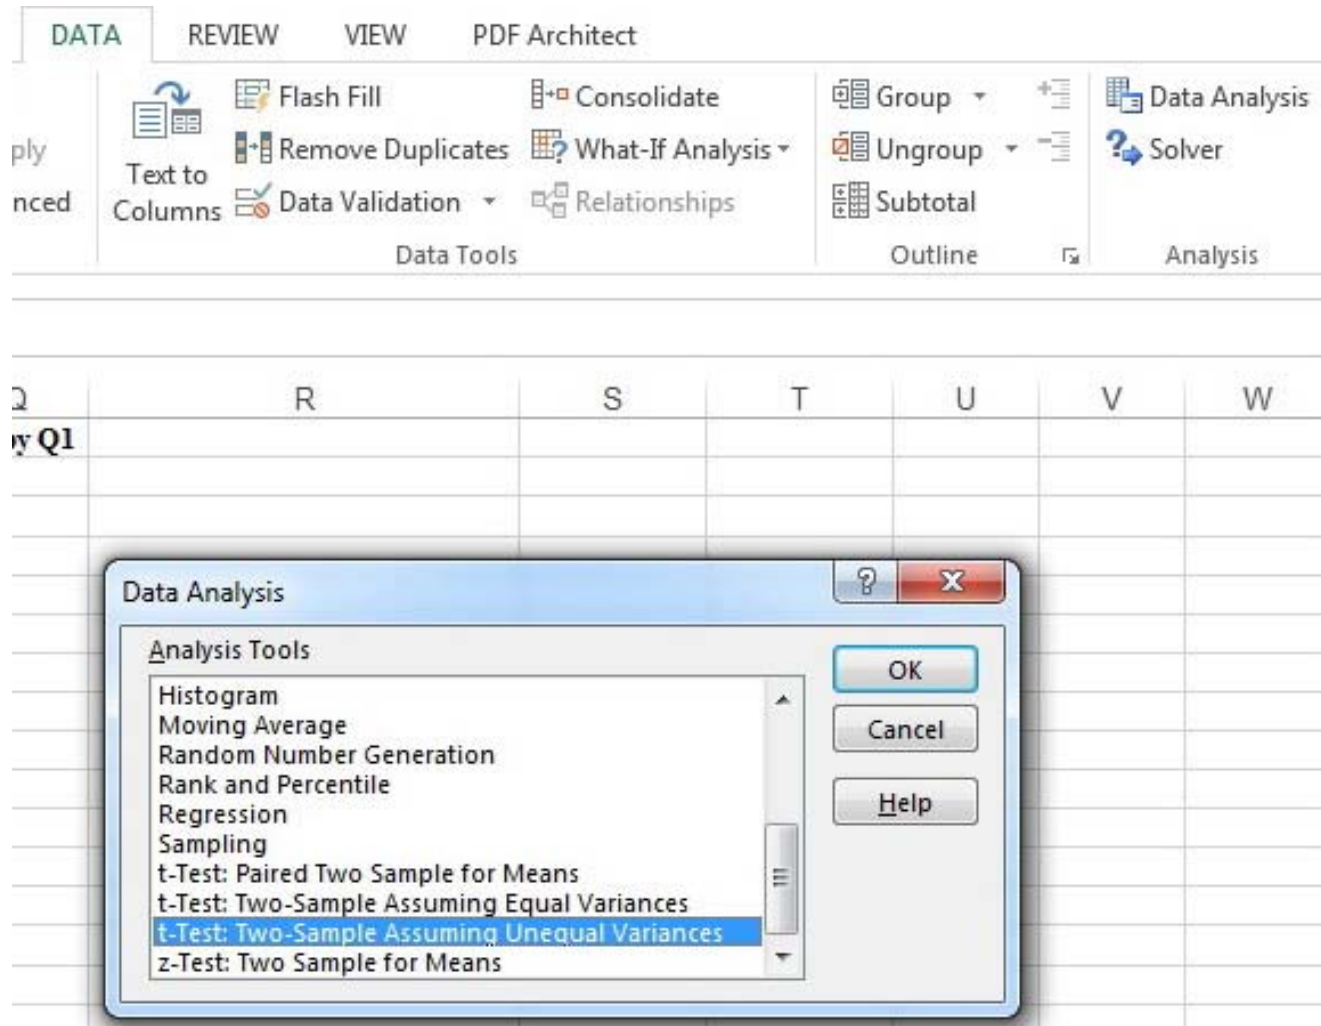 DATA REVIEW VIEW PDF Architect
Flash Fill Consolidate Group Data Analysis
ply Remove Duplicates What-If Analysis Ungroup Solver
Text to
nced Columns Data Validation Relationships Subtotal
Data Tools Outline Analysis
Q R S T U V W
by Q1
Data Analysis
Analysis Tools
Histogram
Moving Average
Random Number Generation
Rank and Percentile
Regression
Sampling
t-Test: Paired Two Sample for Means
t-Test: Two-Sample Assuming Equal Variances
t-Test: Two-Sample Assuming Unequal Variances
z-Test: Two Sample for Means
OK
Cancel
Help